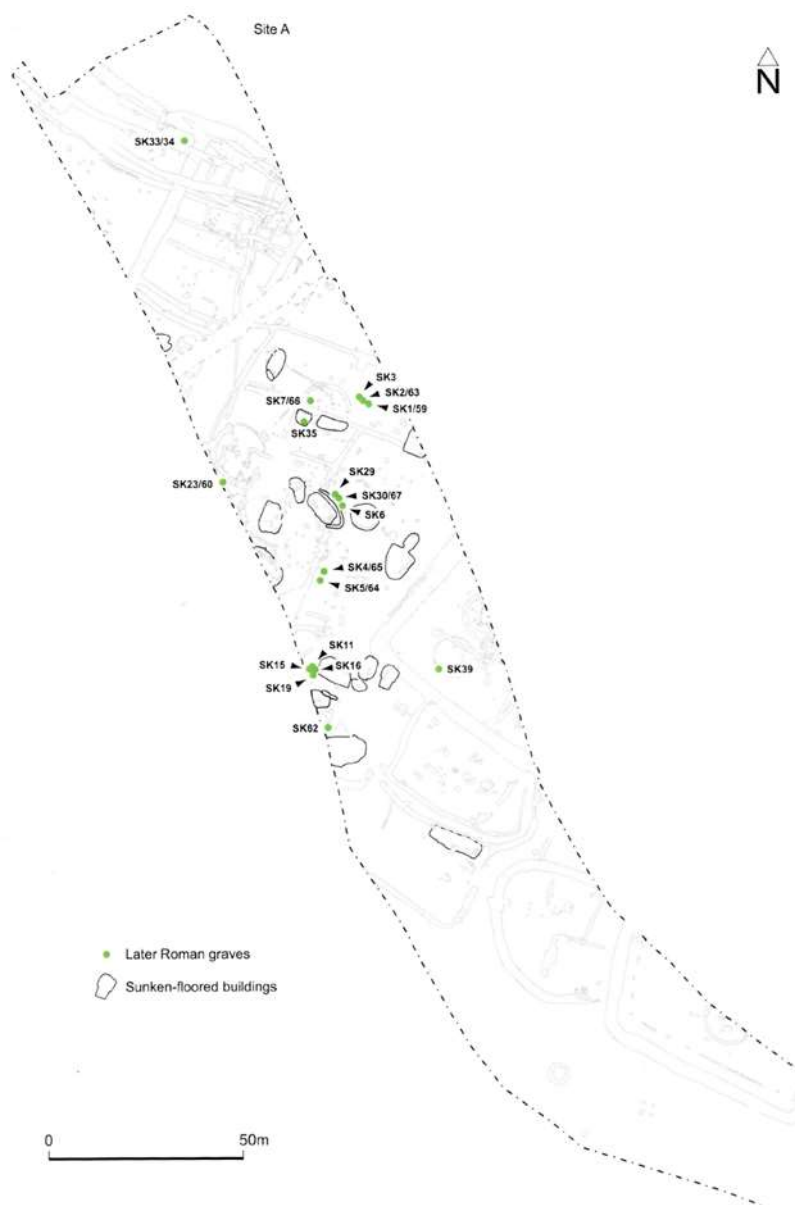 Site A
N
SK33/34
SK3
SK2/63
SK1/59
SK7/66
SK35
SK29
SK30/67
SK6
SK23/60
SK4/65
SK5/64
SK11
SK15
SK16
SK19
SK39
SK62
Later Roman graves
Sunken-floored buildings
0
50m